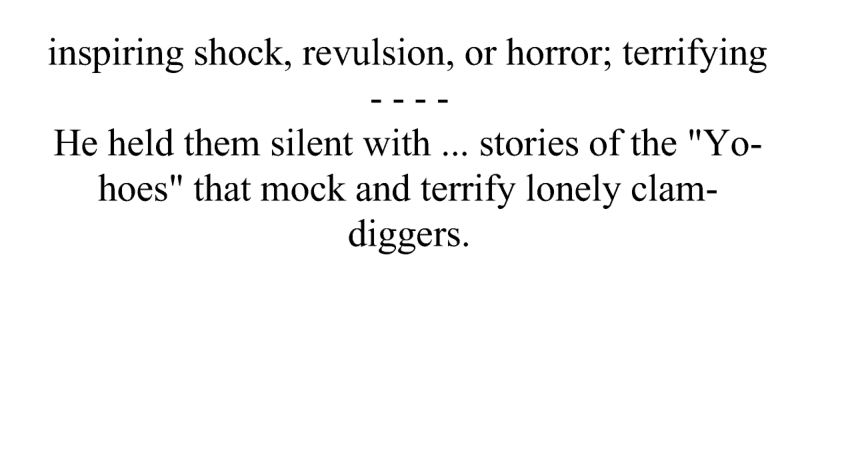 inspiring shock, revulsion, or horror; terrifying
- - - -
He held them silent with ... stories of the "Yo-
hoes" that mock and terrify lonely clam-
diggers.